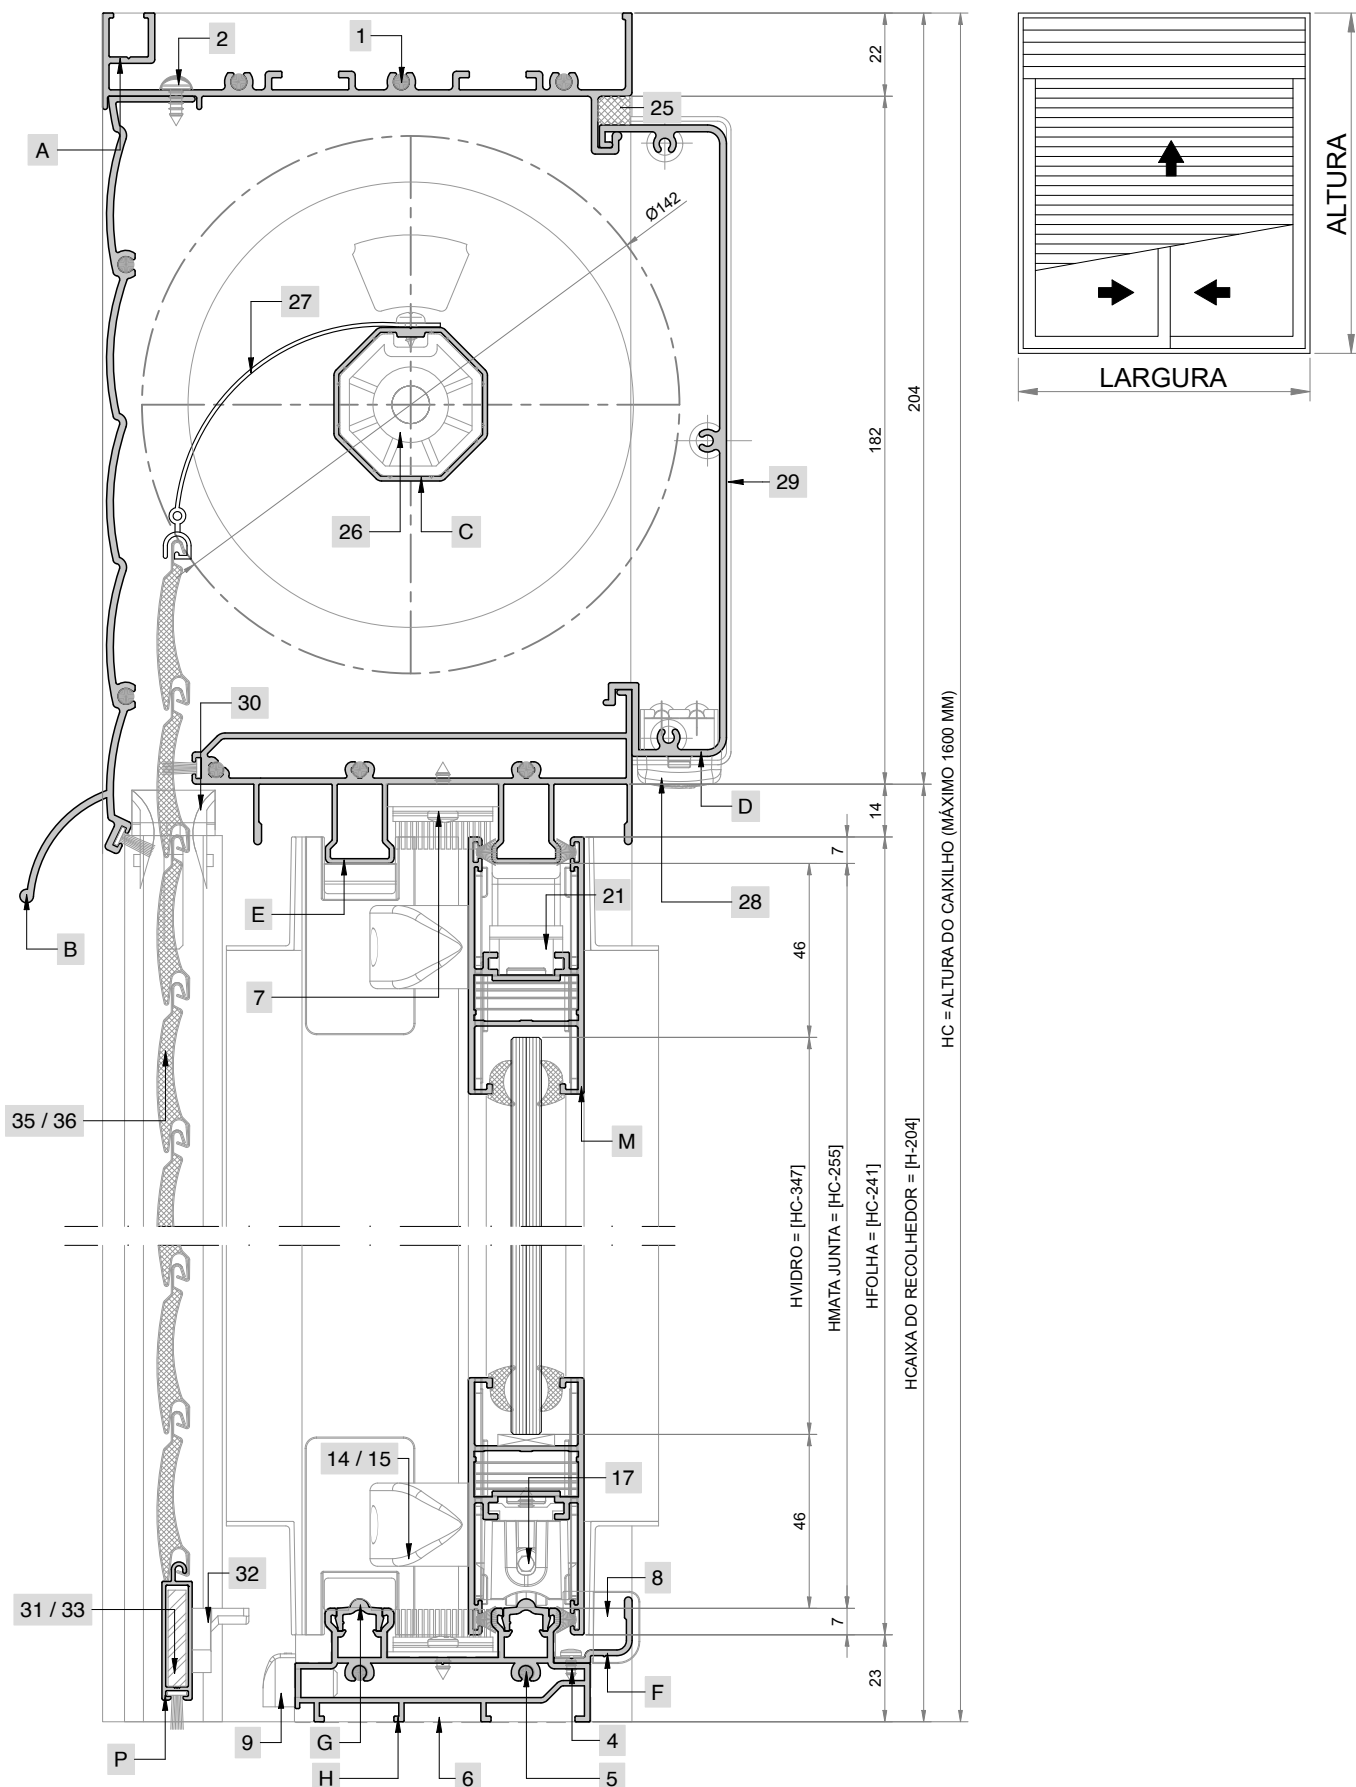 2
1
25
A
22
ALTURA
Ø142
27
LARGURA
204
182
29
26
C
30
HC = ALTURA DO CAIXILHO (MÁXIMO 1600 MM)
D
14
7
E
21
28
B
46
7
35 / 36
M
HVIDRO = [HC-347]
HMATA JUNTA = [HC-255]
HFOLHA = [HC-241]
HCAIXA DO RECOLHEDOR = [H-204]
14 / 15
17
46
32
8
31 / 33
7
F
23
P
9
G
4
H
6
5